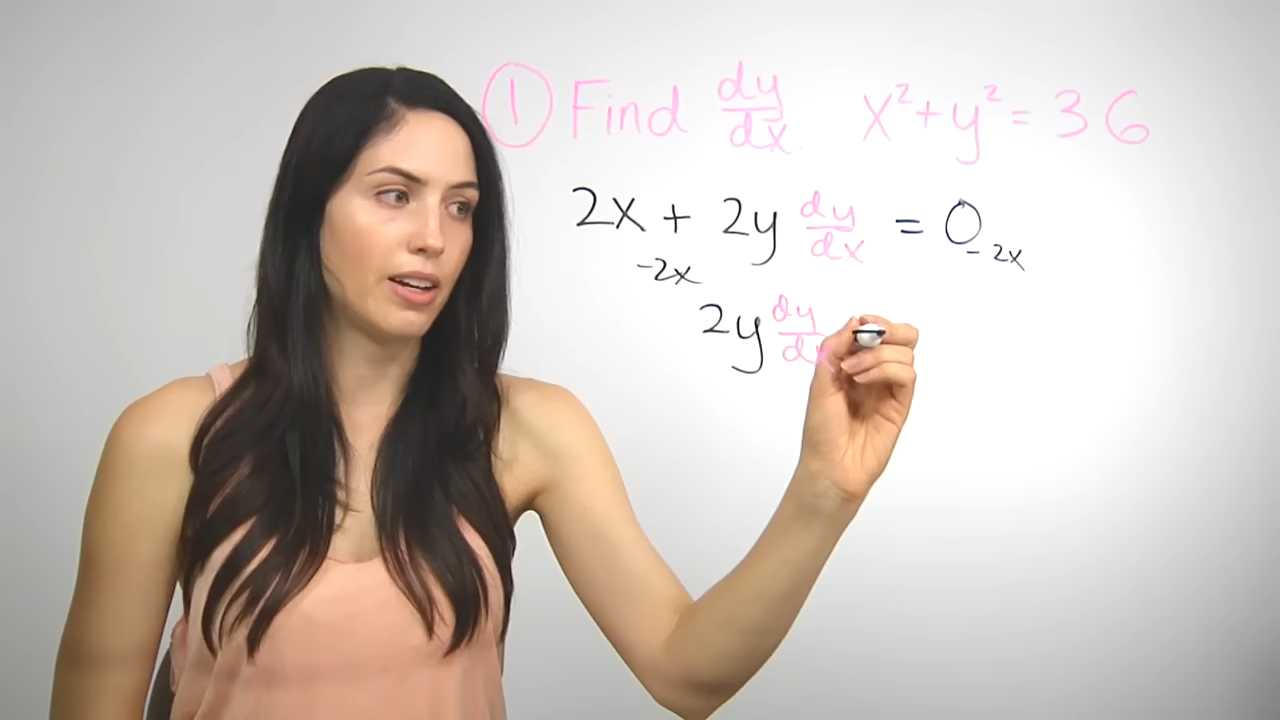 ① Find dy/dx x² + y² = 36
2x + 2y dy/dx = 0
-2x -2x
2y dy/dx